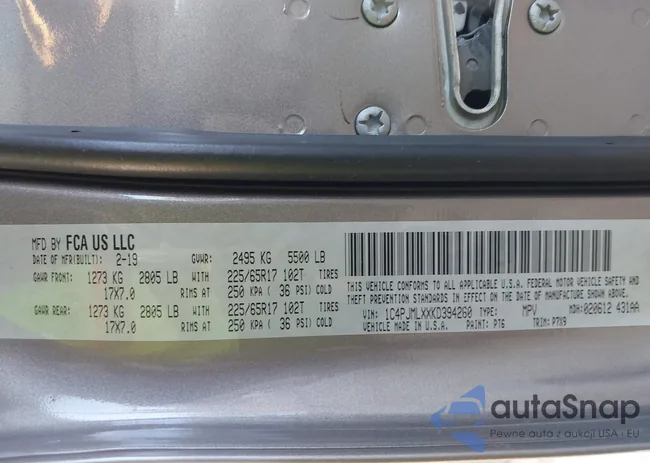 MFD BY FCA US LLC
DATE OF MFR(BUILT): 2-19 GVWR: 2495 KG 5500 LB
GAWR FRONT: 1273 KG 2805 LB WITH 225/65R17 102T TIRES
17X7.0 RIMS AT 250 KPA ( 36 PSI) COLD
GAWR REAR: 1273 KG 2805 LB WITH 225/65R17 102T TIRES
17X7.0 RIMS AT 250 KPA ( 36 PSI) COLD
THIS VEHICLE CONFORMS TO ALL APPLICABLE U.S.A. FEDERAL MOTOR VEHICLE SAFETY AND
THEFT PREVENTION STANDARDS IN EFFECT ON THE DATE OF MANUFACTURE SHOWN ABOVE.
VIN: 1C4PJMLXXKD394260 TYPE: MPV MDH:020612 431AA
VEHICLE MADE IN U.S.A. PAINT: PTG TRIM: P7X9
autaSnap
Pewne auta z aukcji USA i EU